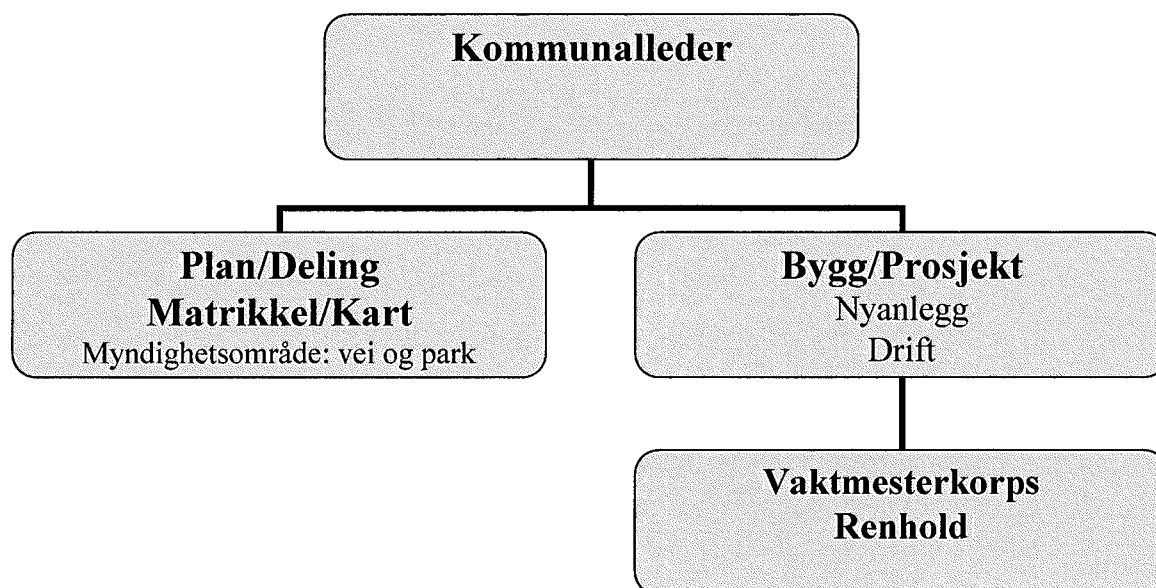 Kommunalleder
Plan/Deling
Matrikkel/Kart
Myndighetsområde: vei og park
Bygg/Prosjekt
Nyanlegg
Drift
Vaktmesterkorps
Renhold